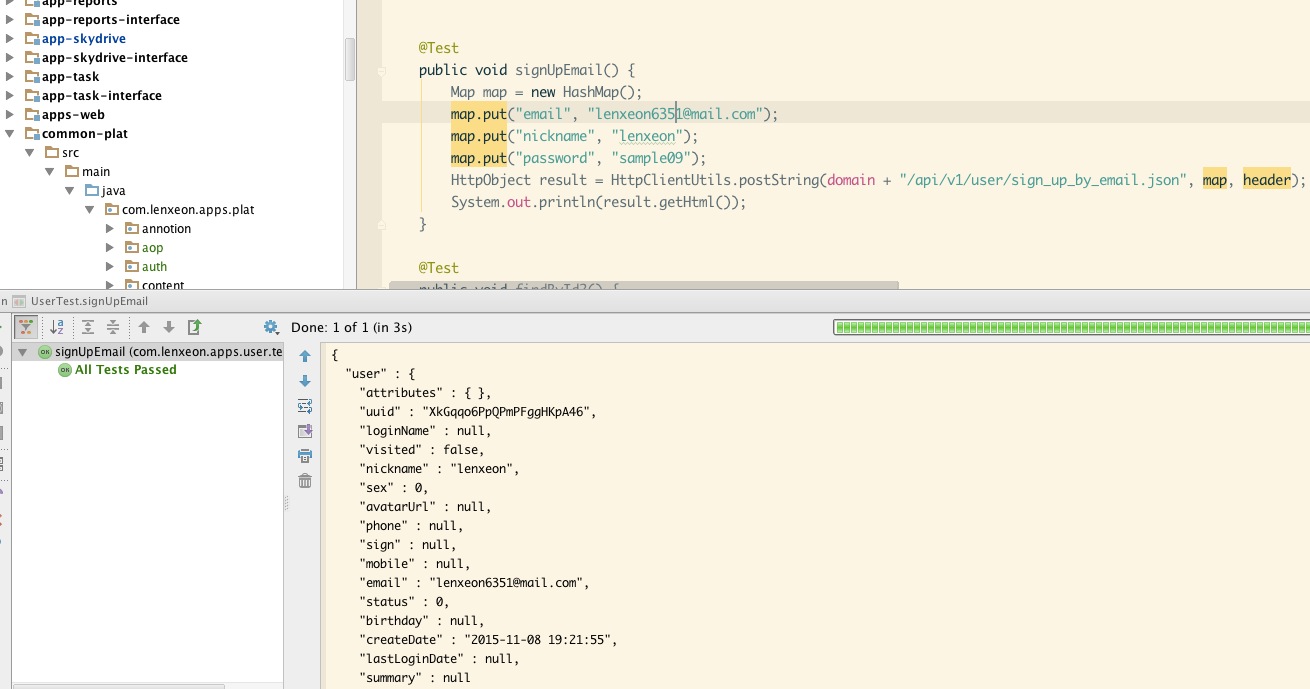 app-reports
app-reports-interface
app-skydrive
app-skydrive-interface
app-task
app-task-interface
apps-web
common-plat
src
main
java
com.lenxeon.apps.plat
annotion
aop
auth
content
@Test
public void signUpEmail() {
Map map = new HashMap();
map.put("email", "lenxeon6351@mail.com");
map.put("nickname", "lenxeon");
map.put("password", "sample09");
HttpObject result = HttpClientUtils.postString(domain + "/api/v1/user/sign_up_by_email.json", map, header);
System.out.println(result.getHtml());
}
@Test
public void findById2() {
n UserTest.signUpEmail
Done: 1 of 1 (in 3s)
signUpEmail (com.lenxeon.apps.user.te
All Tests Passed
{
"user" : {
"attributes" : { },
"uuid" : "XkGqqo6PpQPmPFggHKpA46",
"loginName" : null,
"visited" : false,
"nickname" : "lenxeon",
"sex" : 0,
"avatarUrl" : null,
"phone" : null,
"sign" : null,
"mobile" : null,
"email" : "lenxeon6351@mail.com",
"status" : 0,
"birthday" : null,
"createDate" : "2015-11-08 19:21:55",
"lastLoginDate" : null,
"summary" : null